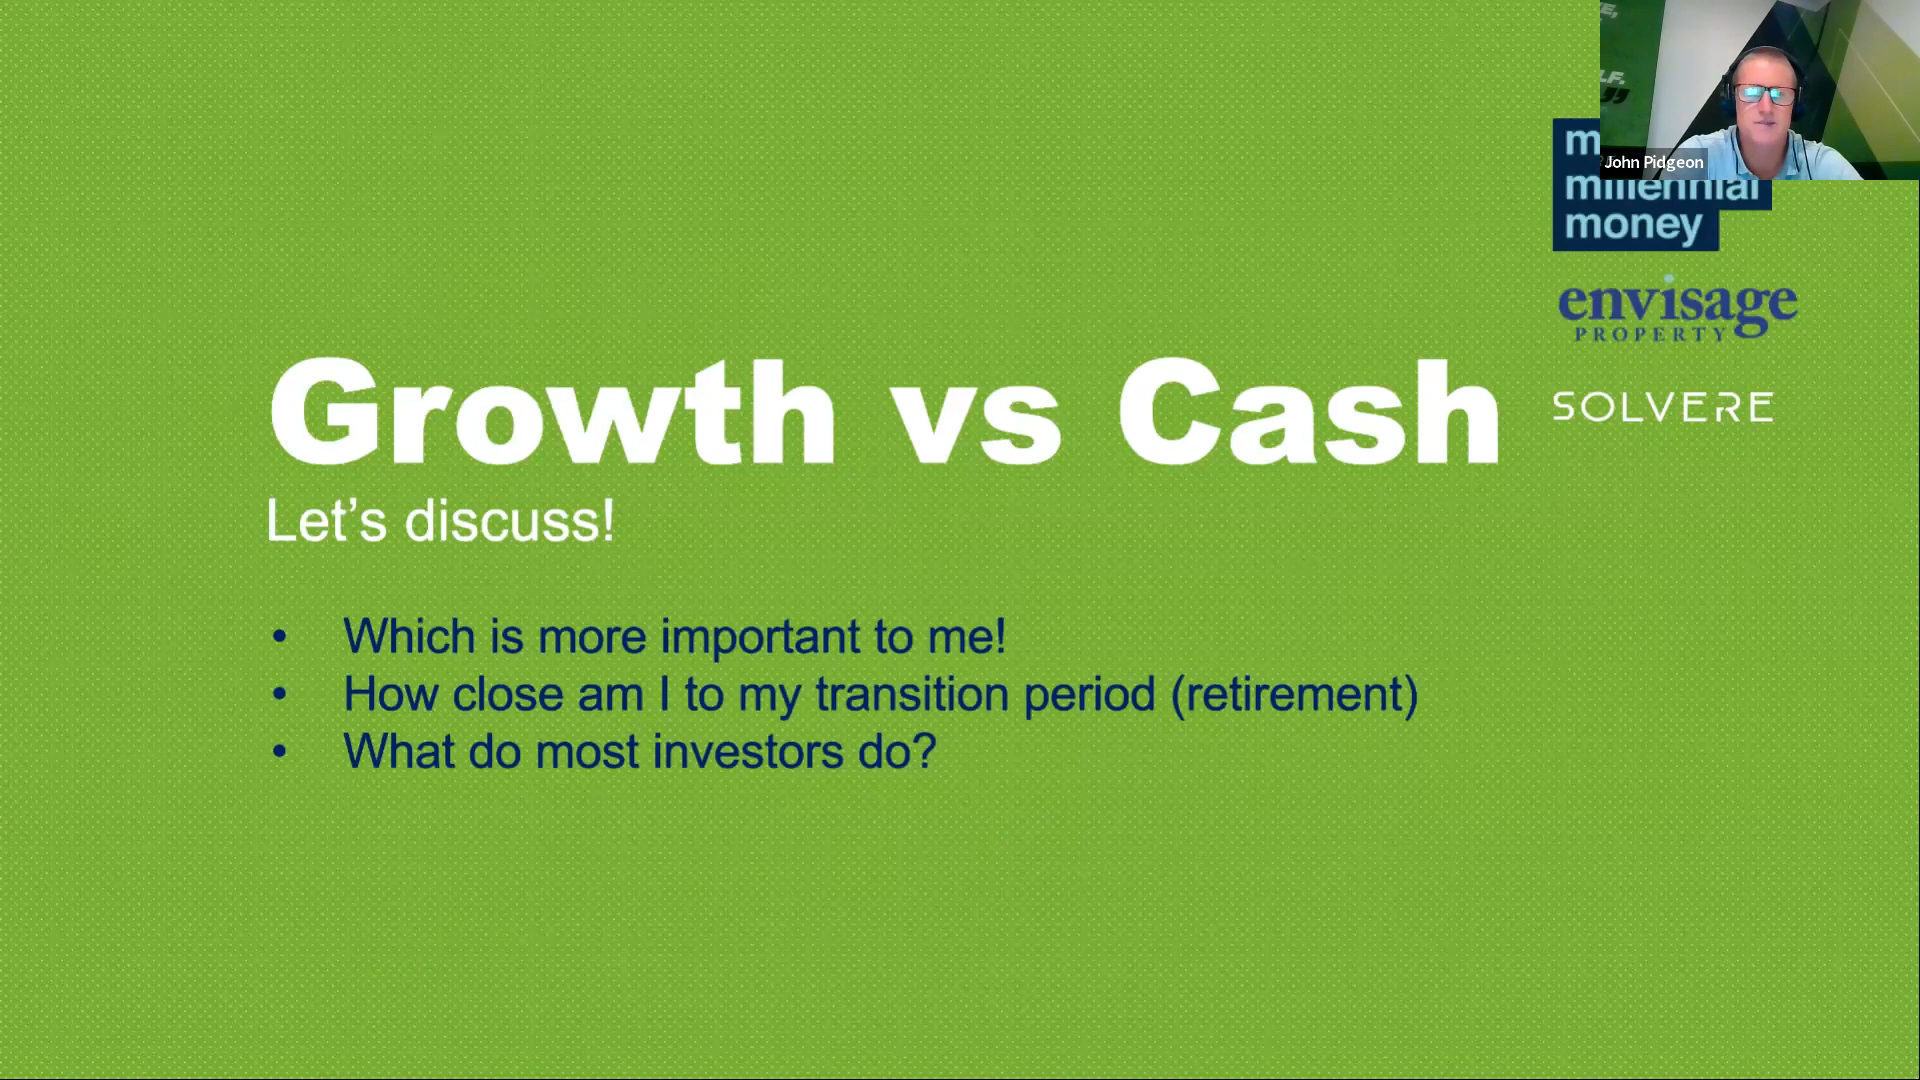 E,
LF.
”
John Pidgeon
m
millennial
money
envisage
PROPERTY
SOLVERE
Growth vs Cash
Let’s discuss!
• Which is more important to me!
• How close am I to my transition period (retirement)
• What do most investors do?